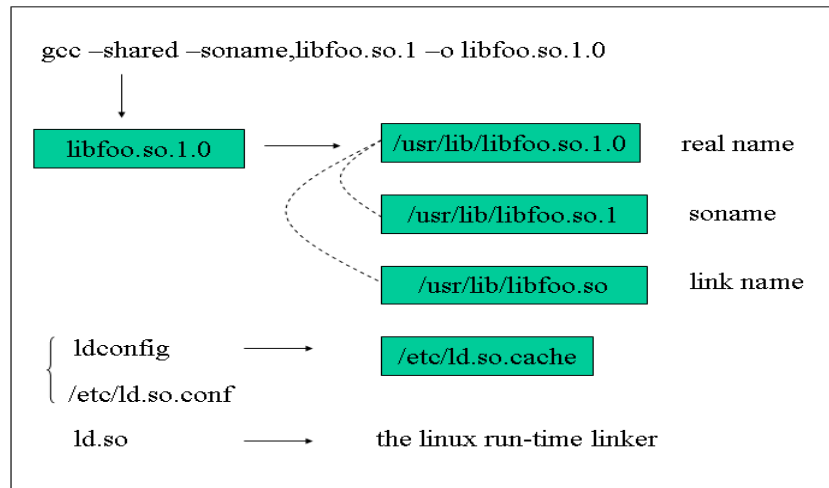 gcc –shared –soname,libfoo.so.1 –o libfoo.so.1.0
libfoo.so.1.0
/usr/lib/libfoo.so.1.0
real name
/usr/lib/libfoo.so.1
soname
/usr/lib/libfoo.so
link name
ldconfig
/etc/ld.so.cache
/etc/ld.so.conf
ld.so
the linux run-time linker